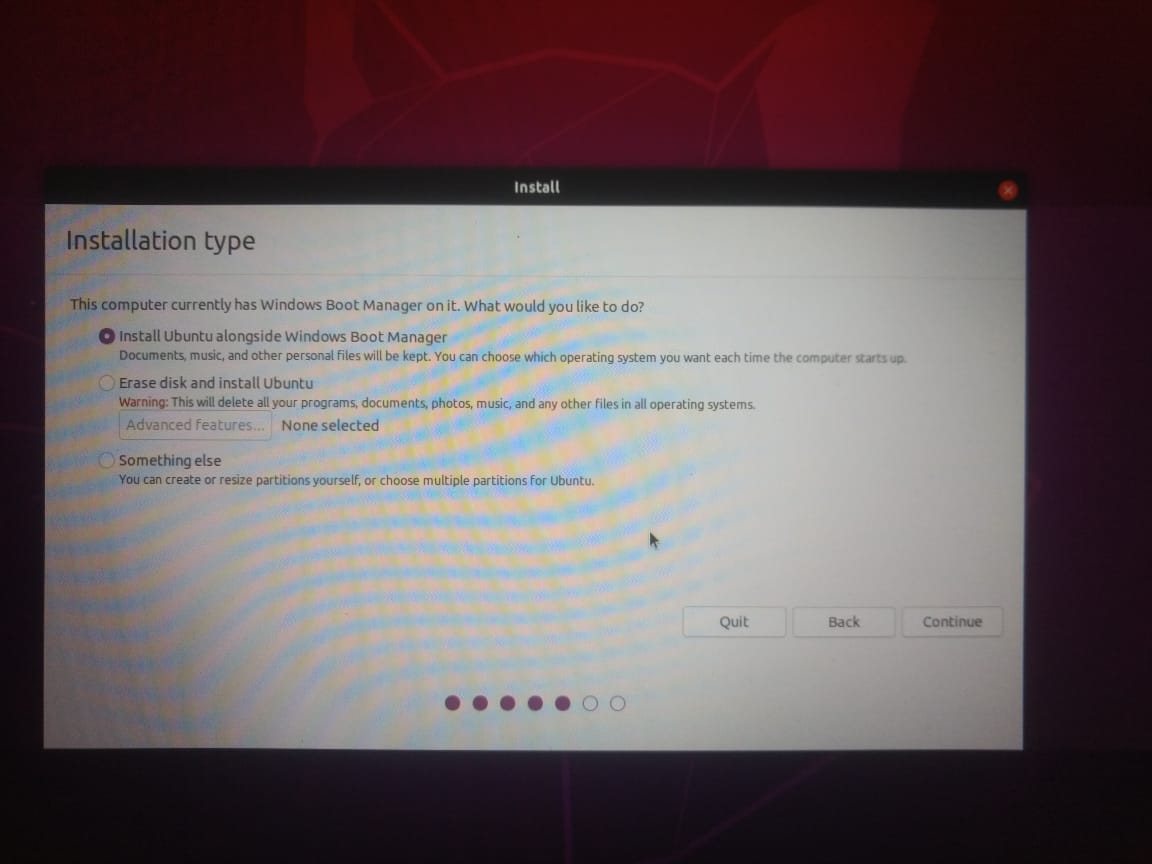 Install
Installation type
This computer currently has Windows Boot Manager on it. What would you like to do?
Install Ubuntu alongside Windows Boot Manager
Documents, music, and other personal files will be kept. You can choose which operating system you want each time the computer starts up.
Erase disk and install Ubuntu
Warning: This will delete all your programs, documents, photos, music, and any other files in all operating systems.
Advanced features... None selected
Something else
You can create or resize partitions yourself, or choose multiple partitions for Ubuntu.
Quit Back Continue